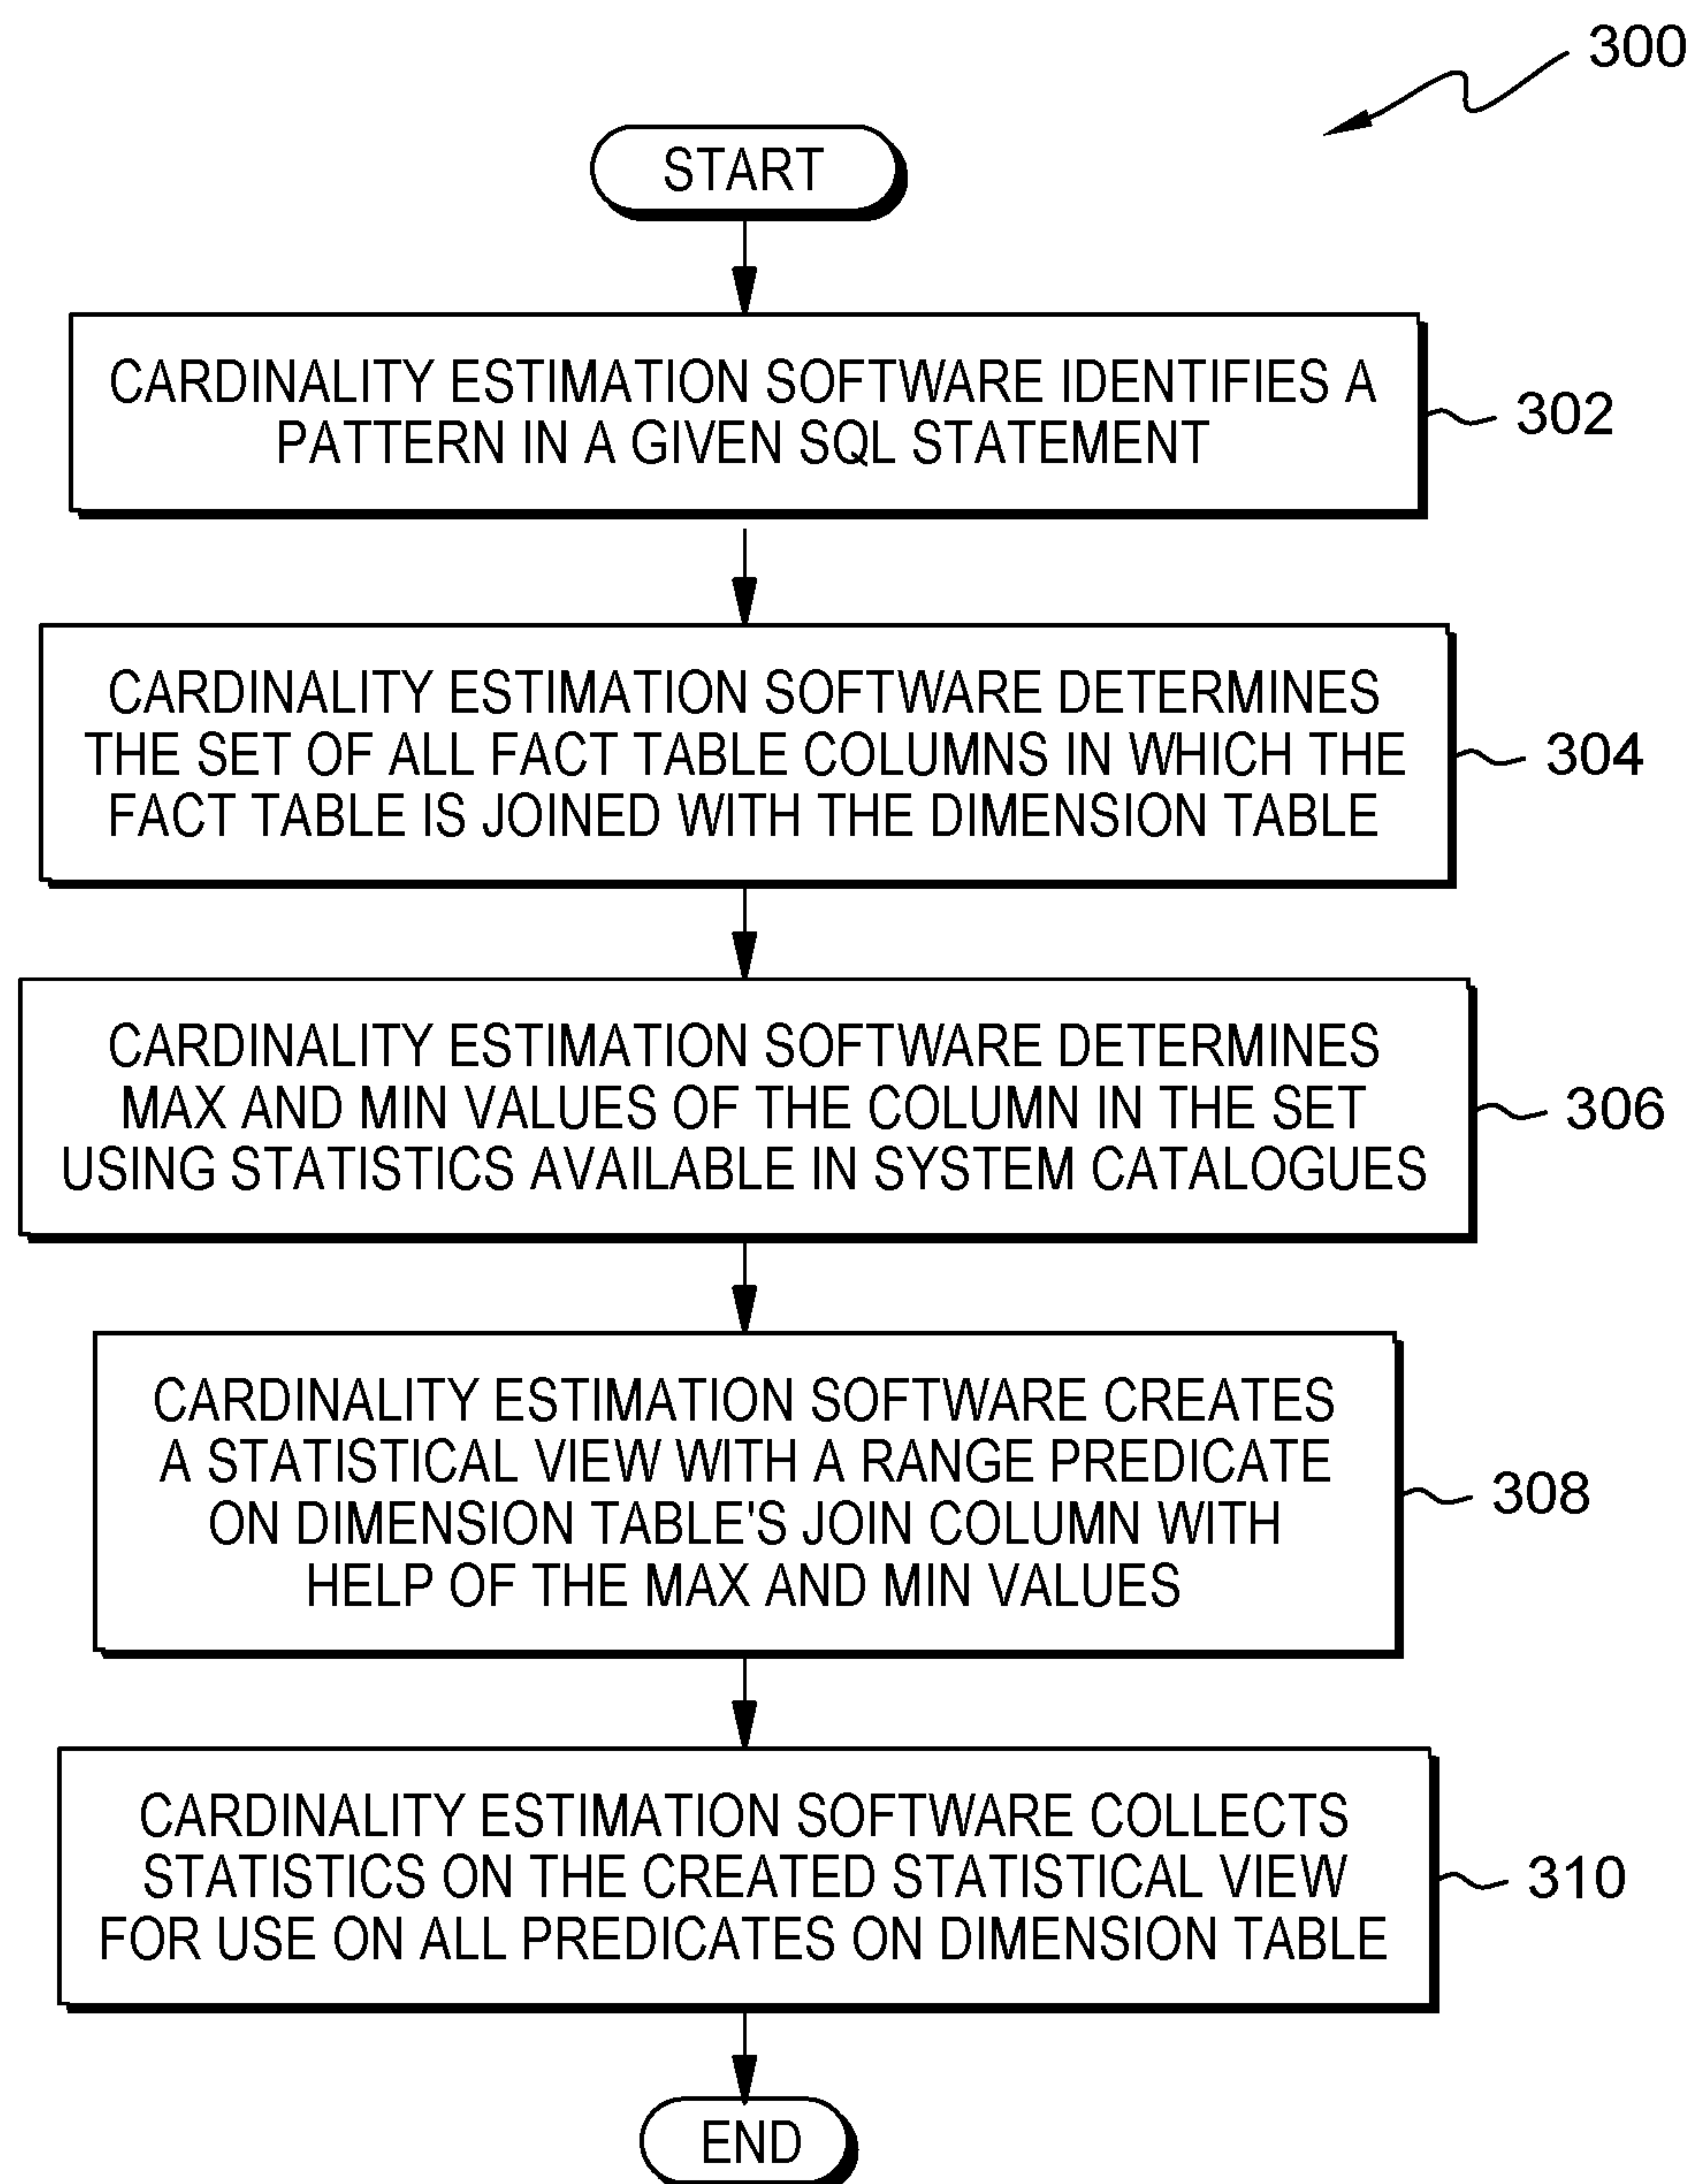 300
START
CARDINALITY ESTIMATION SOFTWARE IDENTIFIES A
PATTERN IN A GIVEN SQL STATEMENT
302
CARDINALITY ESTIMATION SOFTWARE DETERMINES
THE SET OF ALL FACT TABLE COLUMNS IN WHICH THE
FACT TABLE IS JOINED WITH THE DIMENSION TABLE
304
CARDINALITY ESTIMATION SOFTWARE DETERMINES
MAX AND MIN VALUES OF THE COLUMN IN THE SET
USING STATISTICS AVAILABLE IN SYSTEM CATALOGUES
306
CARDINALITY ESTIMATION SOFTWARE CREATES
A STATISTICAL VIEW WITH A RANGE PREDICATE
ON DIMENSION TABLE'S JOIN COLUMN WITH
HELP OF THE MAX AND MIN VALUES
308
CARDINALITY ESTIMATION SOFTWARE COLLECTS
STATISTICS ON THE CREATED STATISTICAL VIEW
FOR USE ON ALL PREDICATES ON DIMENSION TABLE
310
END